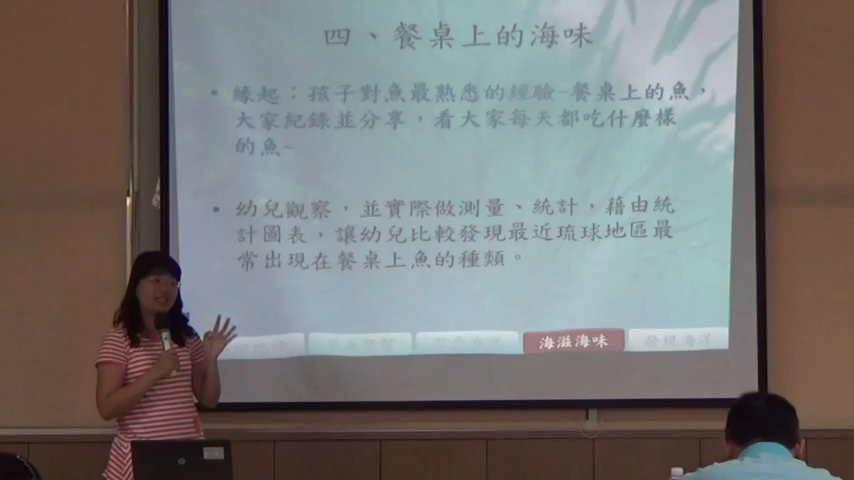 四、餐桌上的海味
• 緣起：孩子對魚最熟悉的經驗-餐桌上的魚，
大家紀錄並分享，看大家每天都吃什麼樣
的魚~
• 幼兒觀察，並實際做測量、統計，藉由統
計圖表，讓幼兒比較發現最近琉球地區最
常出現在餐桌上魚的種類。
海滋海味
發現海洋